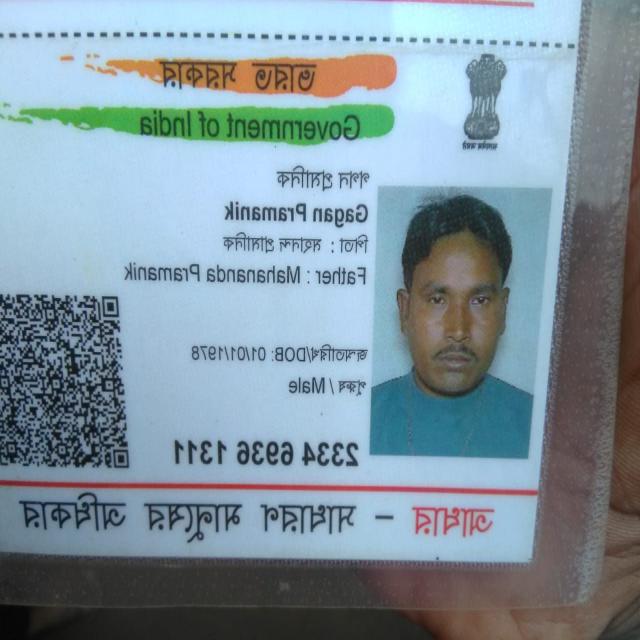 ভারত সরকার
Government of India
গগন প্রামানিক
Gagan Pramanik
পিতা : মহানন্দ প্রামানিক
Father : Mahananda Pramanik
জন্মতারিখ/DOB: 01/01/1978
পুরুষ / Male
2334 6936 1311
আধার - সাধারণ মানুষের অধিকার